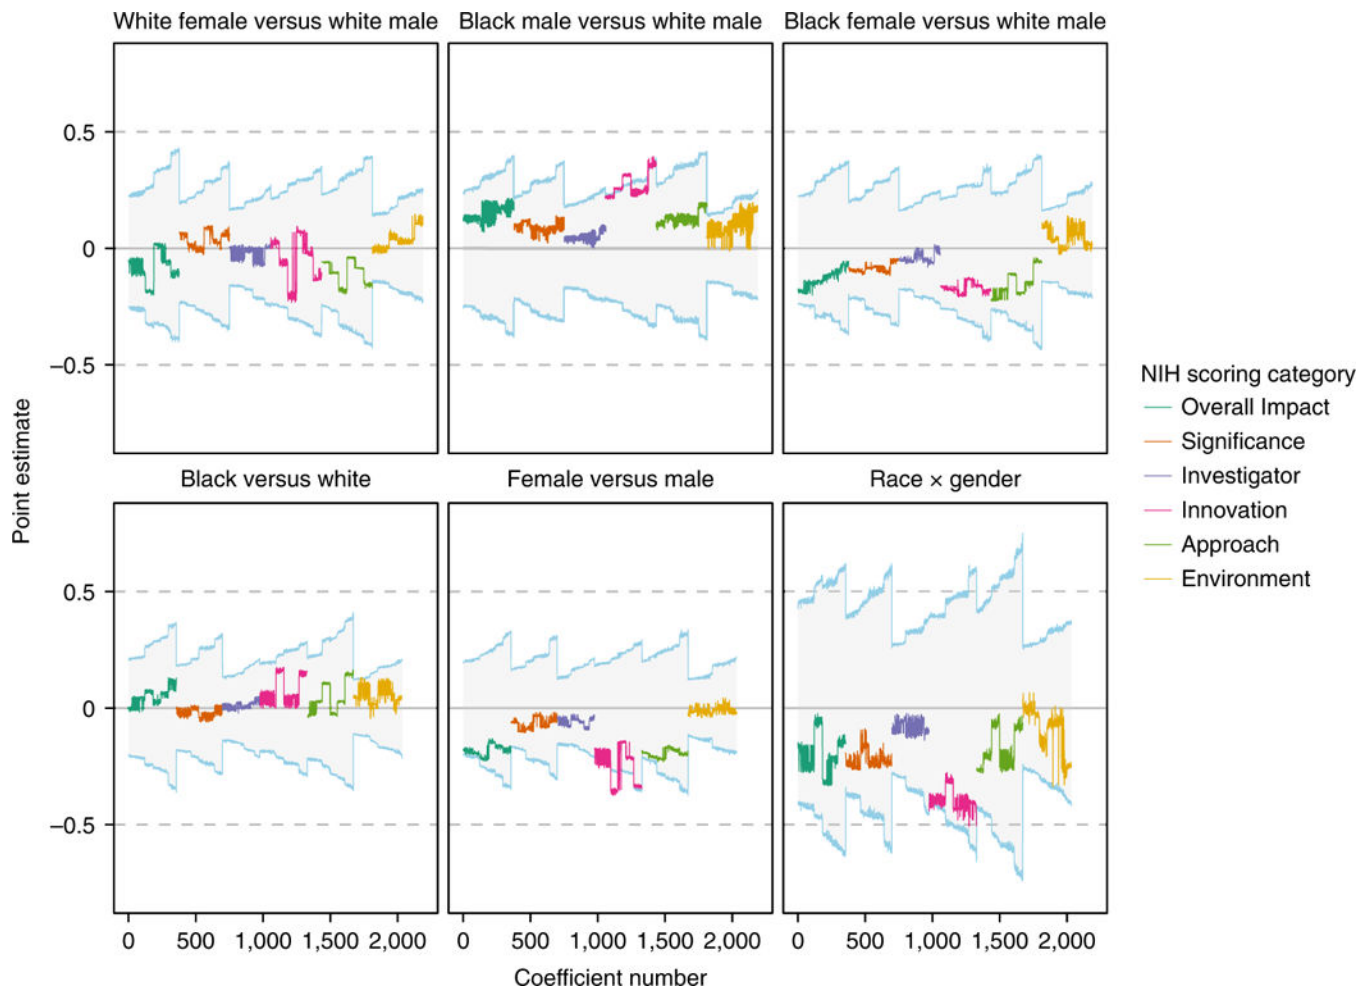 White female versus white male
Black male versus white male
Black female versus white male
0.5
0
−0.5
Point estimate
NIH scoring category
Overall Impact
Significance
Investigator
Innovation
Approach
Environment
Black versus white
Female versus male
Race × gender
0.5
0
−0.5
0 500 1,000 1,500 2,000
0 500 1,000 1,500 2,000
0 500 1,000 1,500 2,000
Coefficient number